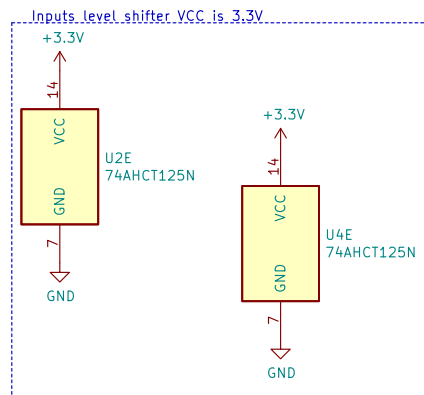 Inputs level shifter VCC is 3.3V
+3.3V
14
VCC
GND
7
U2E
74AHCT125N
GND
+3.3V
14
VCC
GND
7
U4E
74AHCT125N
GND